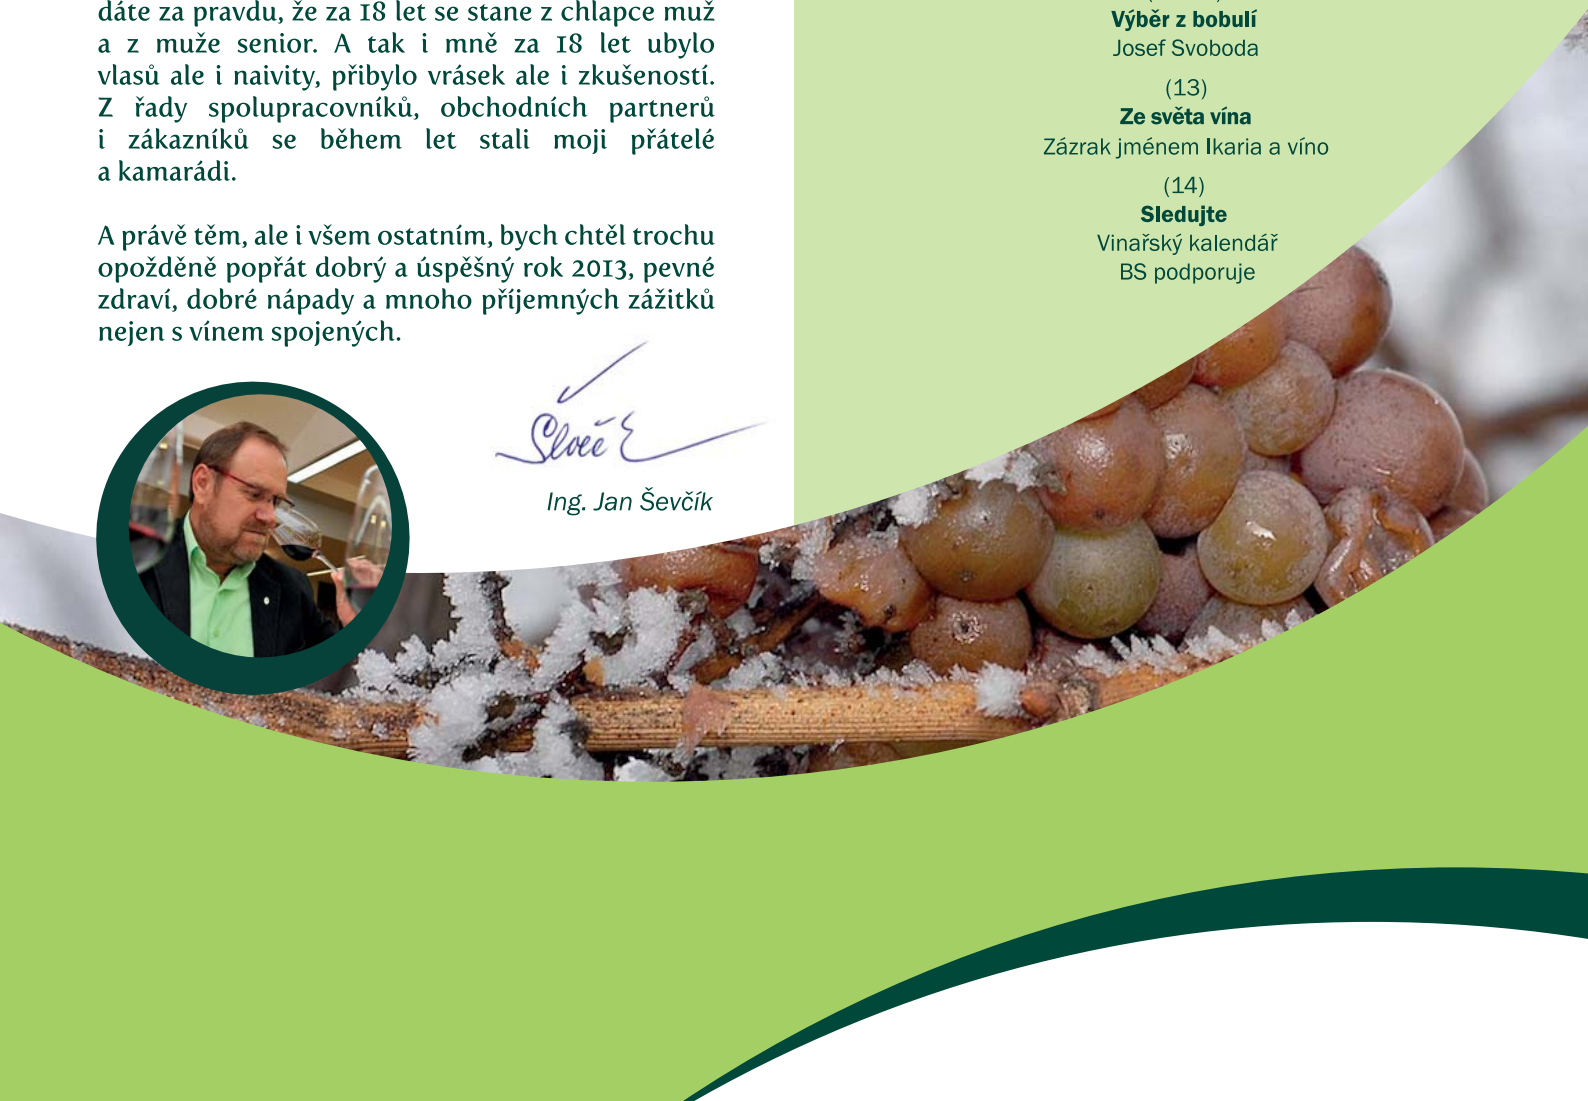 dáte za pravdu, že za 18 let se stane z chlapce muž
a z muže senior. A tak i mně za 18 let ubylo
vlasů ale i naivity, přibylo vrásek ale i zkušeností.
Z řady spolupracovníků, obchodních partnerů
i zákazníků se během let stali moji přátelé
a kamarádi.
A právě těm, ale i všem ostatním, bych chtěl trochu
opožděně popřát dobrý a úspěšný rok 2013, pevné
zdraví, dobré nápady a mnoho příjemných zážitků
nejen s vínem spojených.
Ing. Jan Ševčík
Výběr z bobulí
Josef Svoboda
(13)
Ze světa vína
Zázrak jménem Ikaria a víno
(14)
Sledujte
Vinařský kalendář
BS podporuje